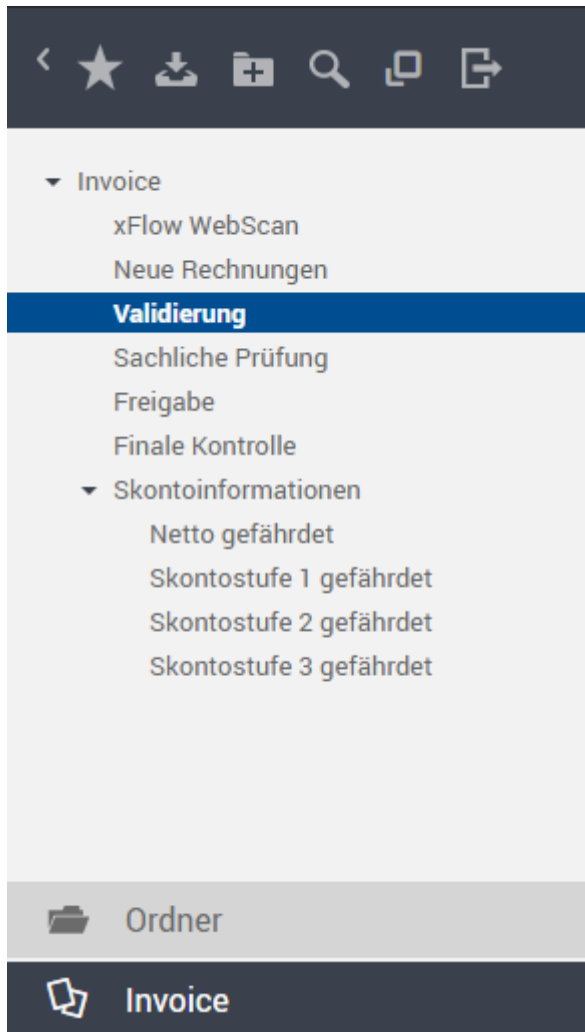 Invoice
xFlow WebScan
Neue Rechnungen
Validierung
Sachliche Prüfung
Freigabe
Finale Kontrolle
Skontoinformationen
Netto gefährdet
Skontostufe 1 gefährdet
Skontostufe 2 gefährdet
Skontostufe 3 gefährdet
Ordner
Invoice